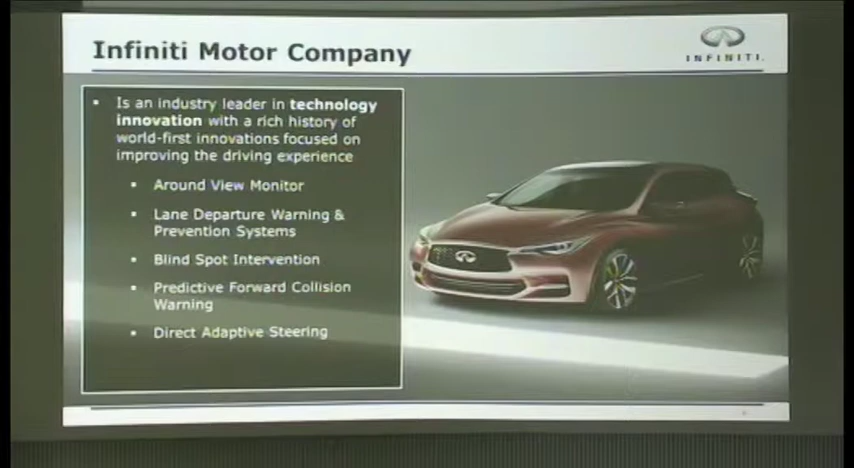 Infiniti Motor Company
INFINITI
Is an industry leader in technology
innovation with a rich history of
world-first innovations focused on
improving the driving experience
Around View Monitor
Lane Departure Warning &
Prevention Systems
Blind Spot Intervention
Predictive Forward Collision
Warning
Direct Adaptive Steering